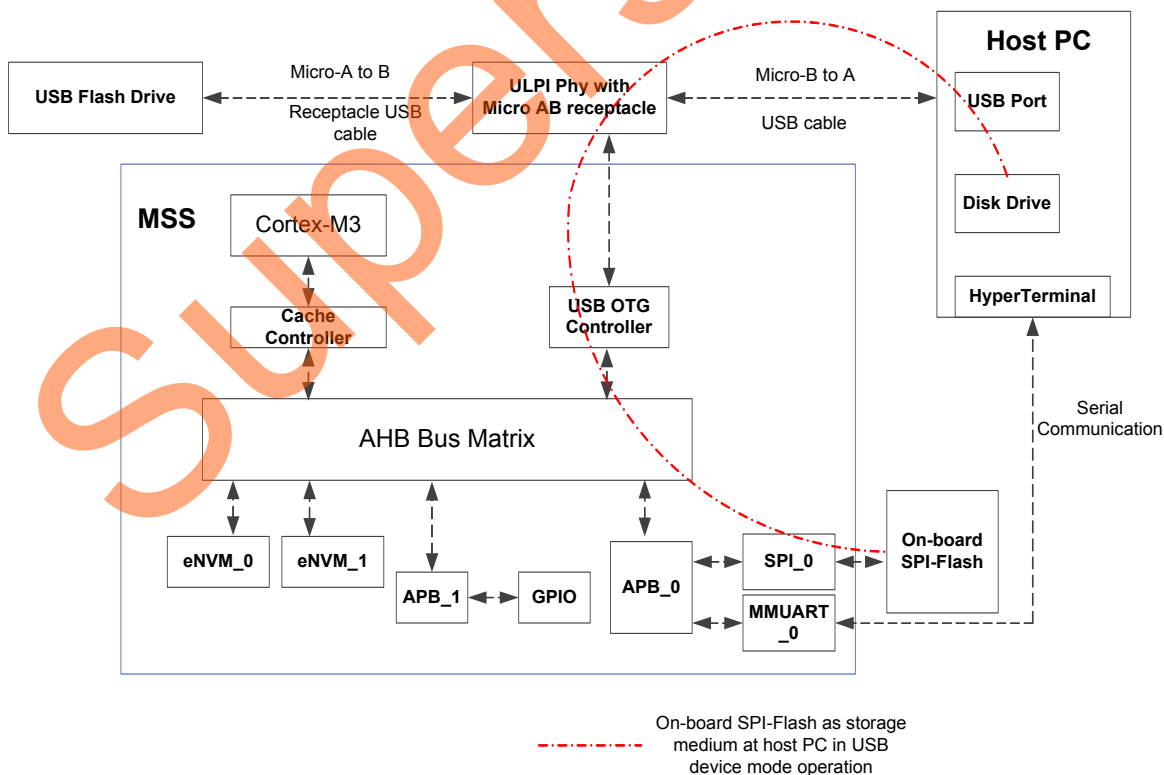 Host PC
USB Flash Drive
Micro-A to B
Receptacle USB
cable
ULPI Phy with
Micro AB receptacle
Micro-B to A
USB cable
USB Port
Disk Drive
HyperTerminal
MSS
Cortex-M3
Cache
Controller
USB OTG
Controller
AHB Bus Matrix
Serial
Communication
eNVM_0
eNVM_1
APB_1
GPIO
APB_0
SPI_0
MMUART
_0
On-board
SPI-Flash
On-board SPI-Flash as storage
medium at host PC in USB
device mode operation
Supers